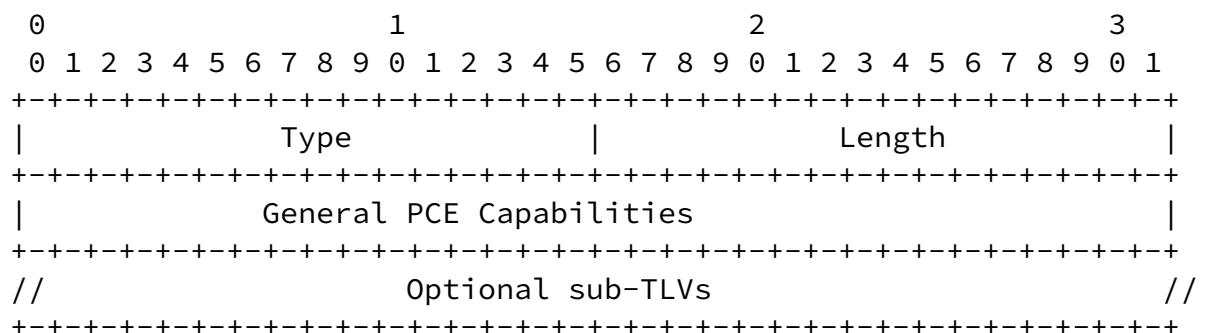 0                   1                   2                   3
 0 1 2 3 4 5 6 7 8 9 0 1 2 3 4 5 6 7 8 9 0 1 2 3 4 5 6 7 8 9 0 1
+-+-+-+-+-+-+-+-+-+-+-+-+-+-+-+-+-+-+-+-+-+-+-+-+-+-+-+-+-+-+-+-+
|              Type             |             Length            |
+-+-+-+-+-+-+-+-+-+-+-+-+-+-+-+-+-+-+-+-+-+-+-+-+-+-+-+-+-+-+-+-+
|             General PCE Capabilities                          |
+-+-+-+-+-+-+-+-+-+-+-+-+-+-+-+-+-+-+-+-+-+-+-+-+-+-+-+-+-+-+-+-+
//                    Optional sub-TLVs                         //
+-+-+-+-+-+-+-+-+-+-+-+-+-+-+-+-+-+-+-+-+-+-+-+-+-+-+-+-+-+-+-+-+